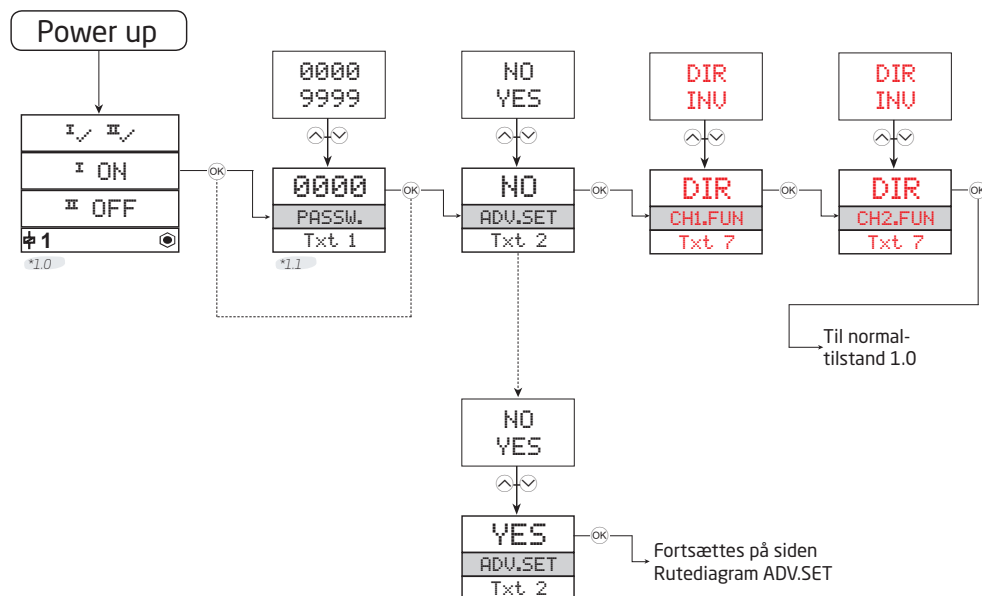 Power up
I✓ II✓
I ON
II OFF
1
*1.0
0000
9999
0000
PASSW.
Txt 1
*1.1
NO
YES
NO
ADV.SET
Txt 2
DIR
INV
DIR
CH1.FUN
Txt 7
DIR
INV
DIR
CH2.FUN
Txt 7
OK
OK
OK
OK
OK
Til normal-
tilstand 1.0
NO
YES
YES
ADV.SET
Txt 2
OK
Fortsættes på siden
Rutediagram ADV.SET